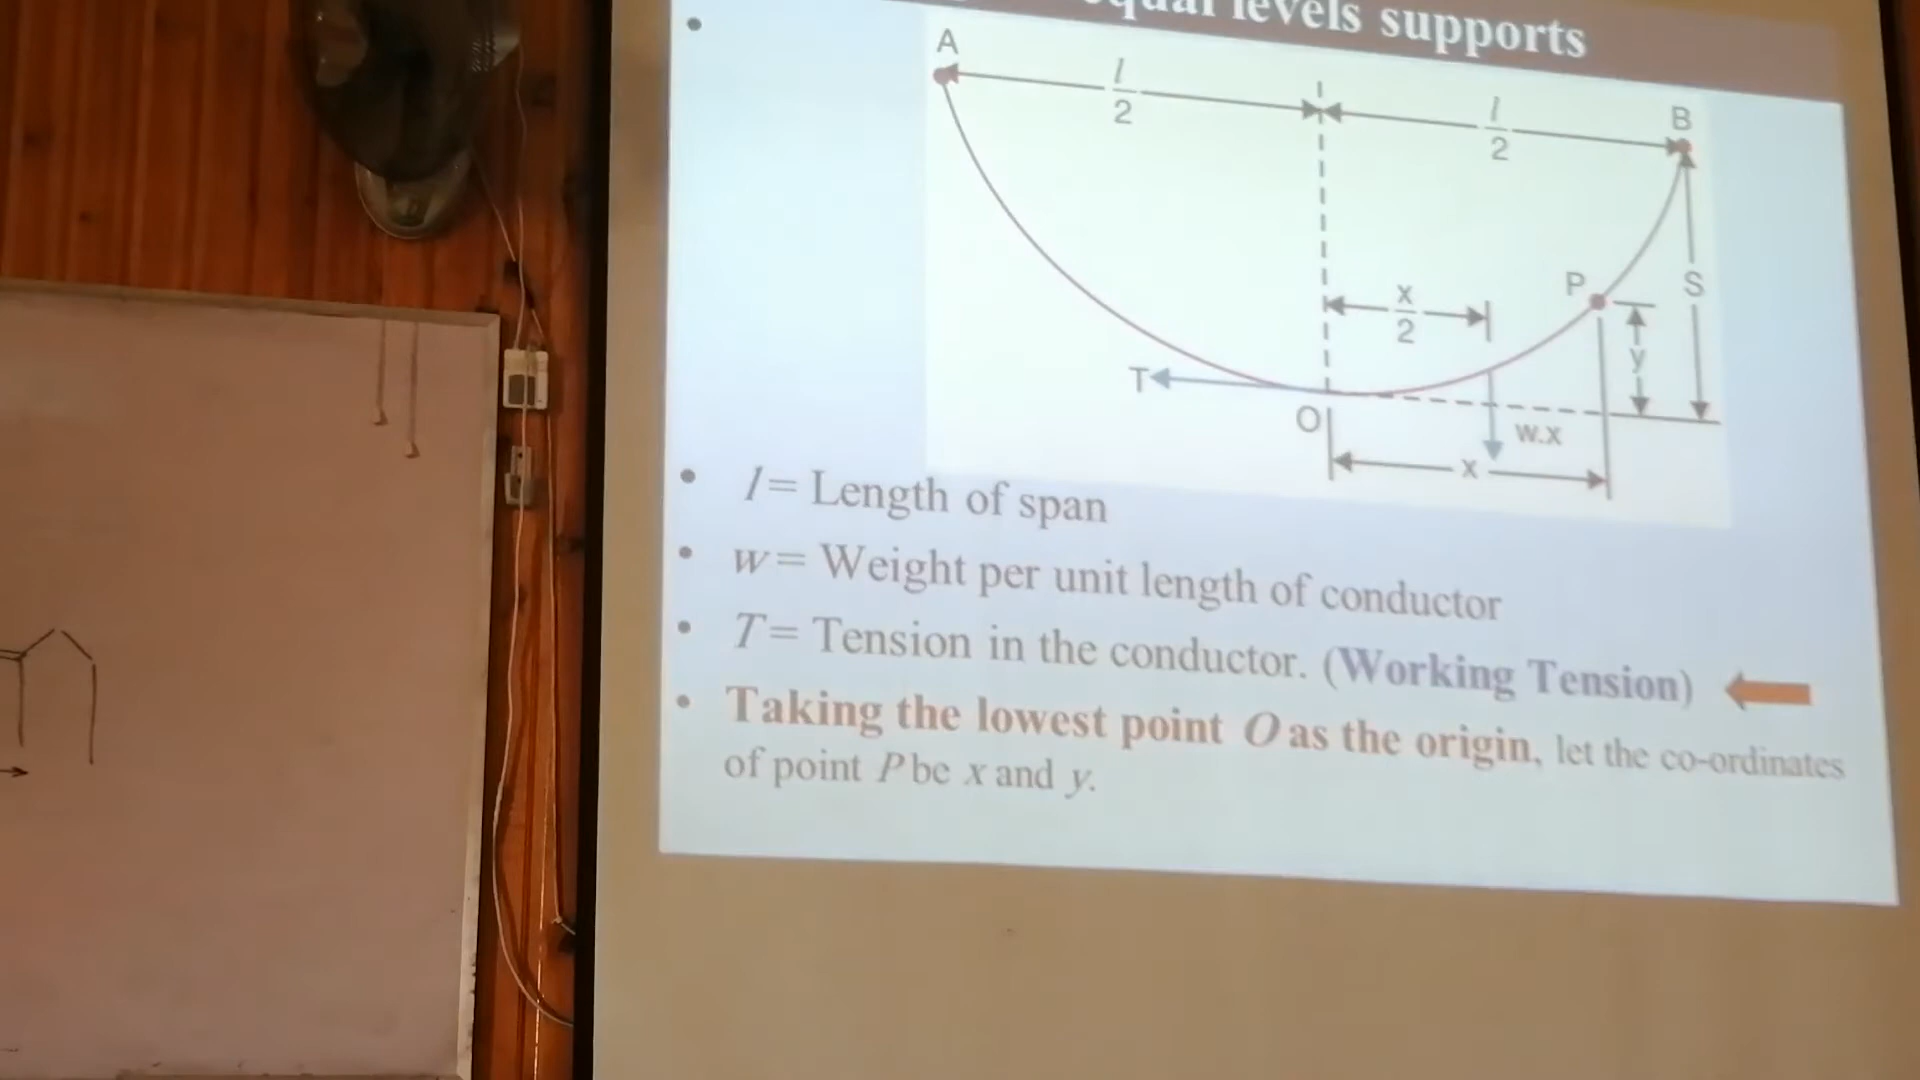 equal levels supports
A
l
2
l
2
B
P
S
x
2
y
T
O
w.x
x
• l = Length of span
• w = Weight per unit length of conductor
• T = Tension in the conductor. (Working Tension)
• Taking the lowest point O as the origin, let the co-ordinates
of point P be x and y.